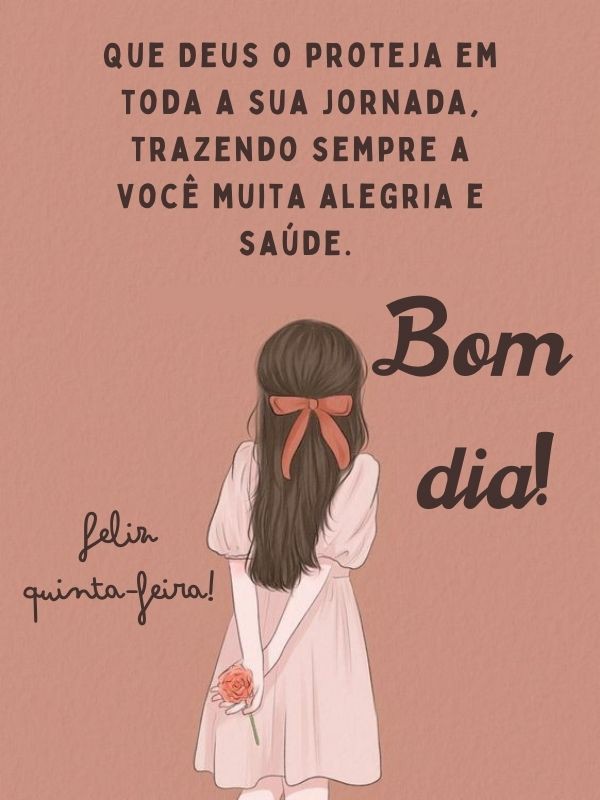 QUE DEUS O PROTEJA EM
TODA A SUA JORNADA,
TRAZENDO SEMPRE A
VOCÊ MUITA ALEGRIA E
SAÚDE.
Bom
dia!
feliz
quinta-feira!